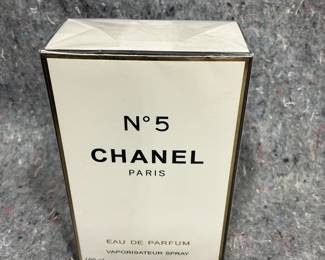 N°5
CHANEL
PARIS
EAU DE PARFUM
VAPORISATEUR SPRAY